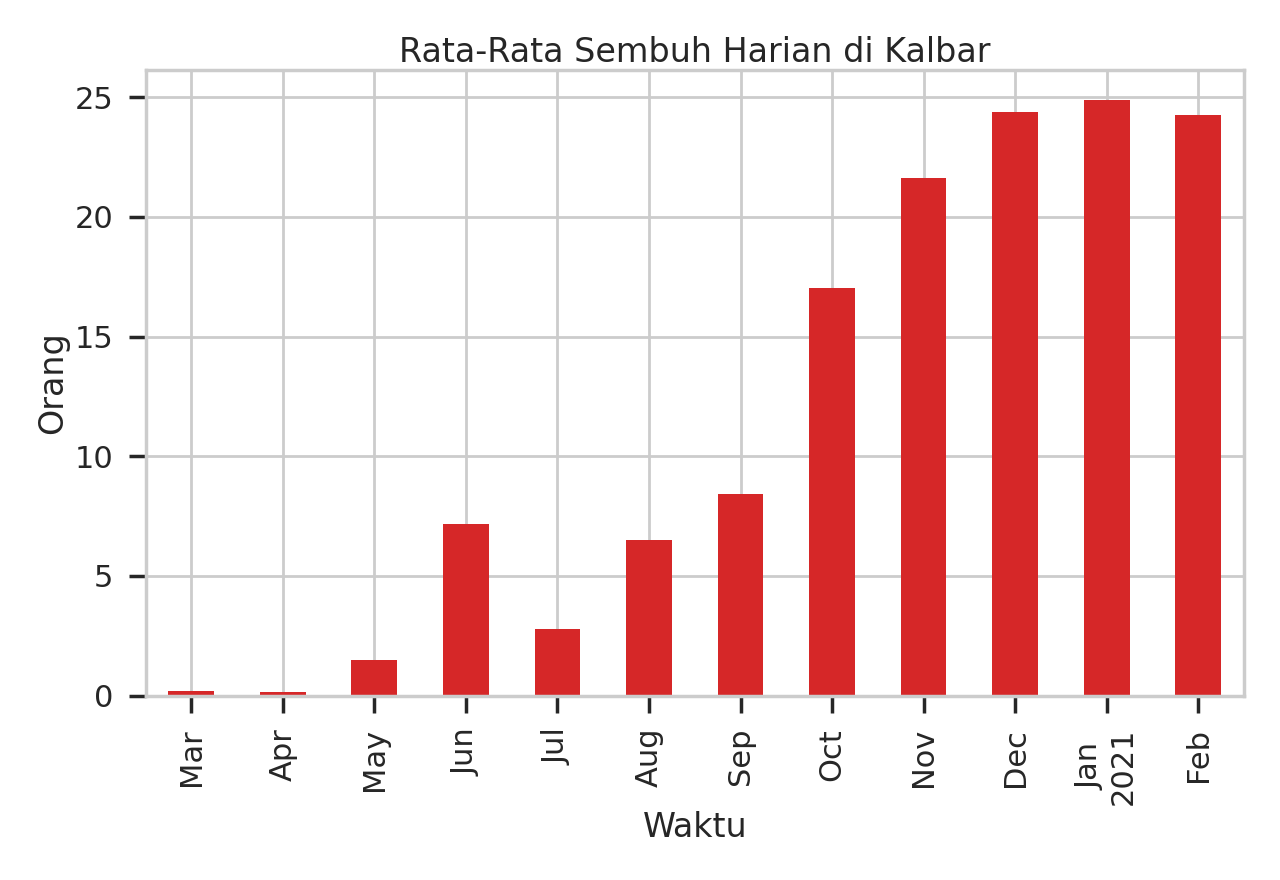 Rata-Rata Sembuh Harian di Kalbar
25
20
15
10
5
0
Orang
Mar
Apr
May
Jun
Jul
Aug
Sep
Oct
Nov
Dec
Jan
2021
Feb
Waktu